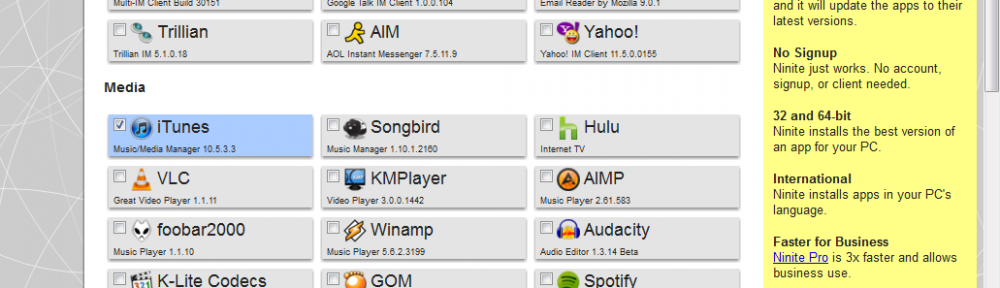 Multi-IM Client Build 30151
Google Talk IM Client 1.0.0.104
Email Reader by Mozilla 9.0.1
Trillian
AIM
Yahoo!
Trillian IM 5.1.0.18
AOL Instant Messenger 7.5.11.9
Yahoo! IM Client 11.5.0.0155
Media
iTunes
Songbird
Hulu
Music/Media Manager 10.5.3.3
Music Manager 1.10.1.2160
Internet TV
VLC
KMPlayer
AIMP
Great Video Player 1.1.11
Video Player 3.0.0.1442
Music Player 2.61.583
foobar2000
Winamp
Audacity
Music Player 1.1.10
Music Player 5.6.2.3199
Audio Editor 1.3.14 Beta
K-Lite Codecs
GOM
Spotify
and it will update the apps to their
latest versions.
No Signup
Ninite just works. No account,
signup, or client needed.
32 and 64-bit
Ninite installs the best version of
an app for your PC.
International
Ninite installs apps in your PC's
language.
Faster for Business
Ninite Pro is 3x faster and allows
business use.